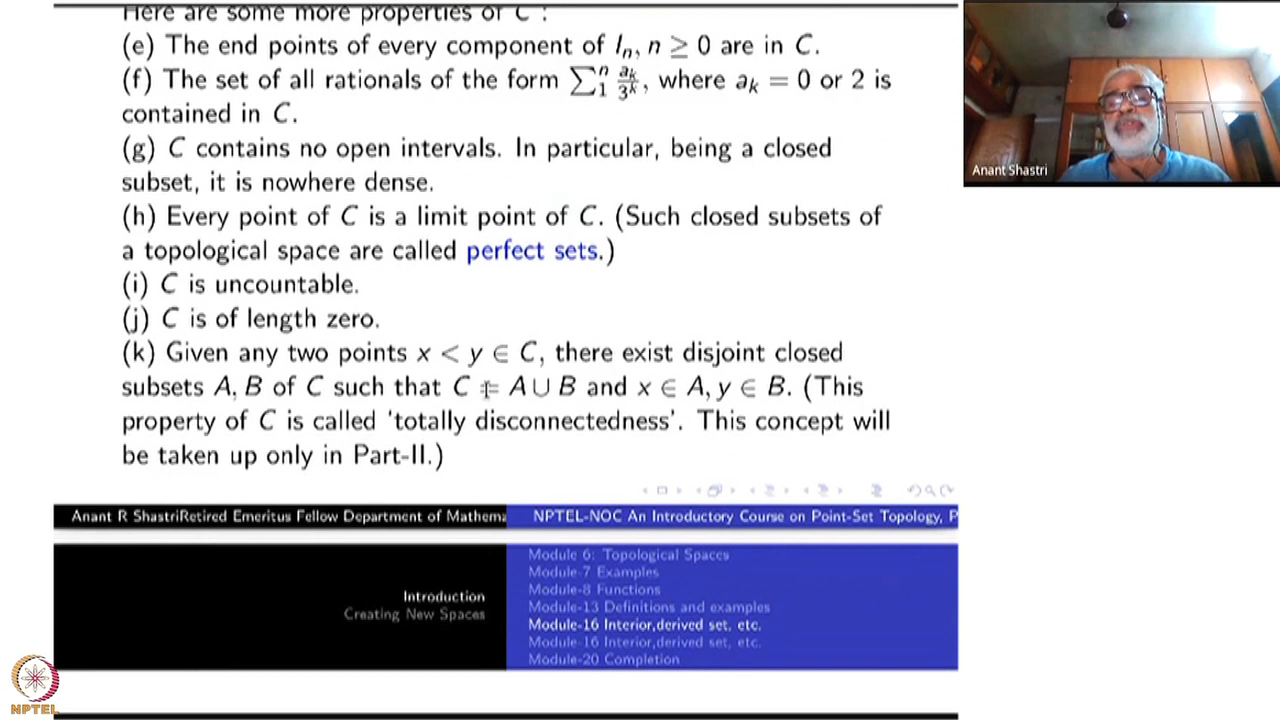 Here are some more properties of C :
(e) The end points of every component of Iₙ, n ≥ 0 are in C.
(f) The set of all rationals of the form ∑₁ⁿ aₖ/3ᵏ, where aₖ = 0 or 2 is
contained in C.
(g) C contains no open intervals. In particular, being a closed
subset, it is nowhere dense.
(h) Every point of C is a limit point of C. (Such closed subsets of
a topological space are called perfect sets.)
(i) C is uncountable.
(j) C is of length zero.
(k) Given any two points x < y ∈ C, there exist disjoint closed
subsets A, B of C such that C = A ∪ B and x ∈ A, y ∈ B. (This
property of C is called 'totally disconnectedness'. This concept will
be taken up only in Part-II.)
Anant Shastri
Anant R ShastriRetired Emeritus Fellow Department of Mathema
NPTEL-NOC An Introductory Course on Point-Set Topology, P
Introduction
Creating New Spaces
Module 6: Topological Spaces
Module-7 Examples
Module-8 Functions
Module-13 Definitions and examples
Module-16 Interior,derived set, etc.
Module-16 Interior,derived set, etc.
Module-20 Completion
NPTEL